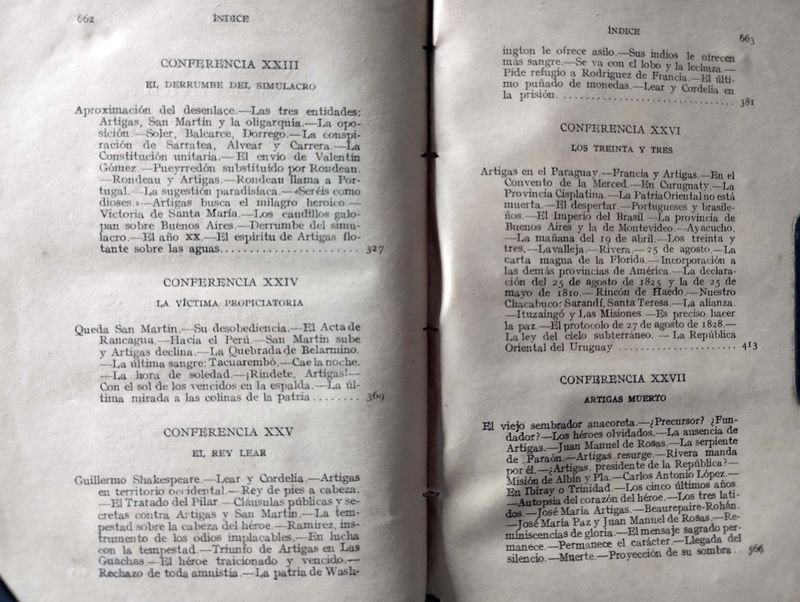 662
ÍNDICE
CONFERENCIA XXIII
EL DERRUMBE DEL SIMULACRO
Aproximación del desenlace.—Las tres entidades:
Artigas, San Martín y la oligarquía.—La opo-
sición.—Soler, Balcarce, Dorrego.—La conspi-
ración de Sarratea, Alvear y Carrera.—La
Constitución unitaria.—El envío de Valentín
Gómez.—Pueyrredón substituído por Rondeau.
—Rondeau y Artigas.—Rondeau llama a Por-
tugal.—La sugestión paradisíaca.—«Seréis como
dioses.»—Artigas busca el milagro heroico.—
Victoria de Santa María.—Los caudillos galo-
pan sobre Buenos Aires.—Derrumbe del simu-
lacro.—El año XX.—El espíritu de Artigas flo-
tante sobre las aguas........................ 327
CONFERENCIA XXIV
LA VÍCTIMA PROPICIATORIA
Queda San Martín.—Su desobediencia.—El Acta de
Rancagua.—Hacia el Perú.—San Martín sube
y Artigas declina.—La Quebrada de Belarmino.
—La última sangre: Tacuarembó.—Cae la noche.
—La hora de soledad.—¡Ríndete, Artigas!—
Con el sol de los vencidos en la espalda.—La úl-
tima mirada a las colinas de la patria........ 369
CONFERENCIA XXV
EL REY LEAR
Guillermo Shakespeare.—Lear y Cordelia.—Artigas
en territorio occidental.—Rey de pies a cabeza.
—El Tratado del Pilar.—Cláusulas públicas y se-
cretas contra Artigas y San Martín.—La tem-
pestad sobre la cabeza del héroe.—Ramírez, ins-
trumento de los odios implacables.—En lucha
con la tempestad.—Triunfo de Artigas en Las
Guachas.—El héroe traicionado y vencido.—
Rechazo de toda amnistía.—La patria de Wásh-
ÍNDICE
663
ington le ofrece asilo.—Sus indios le ofrecen
más sangre.—Se va con el lobo y la lechuza.—
Pide refugio a Rodríguez de Francia.—El últi-
mo puñado de monedas.—Lear y Cordelia en
la prisión.............................. 381
CONFERENCIA XXVI
LOS TREINTA Y TRES
Artigas en el Paraguay.—Francia y Artigas.—En el
Convento de la Merced.—En Curuguaty.—La
Provincia Cisplatina.—La Patria Oriental no está
muerta.—El despertar.—Portugueses y brasile-
ños.—El Imperio del Brasil.—La provincia de
Buenos Aires y la de Montevideo.—Ayacucho.
—La mañana del 19 de abril.—Los treinta y
tres.—Lavalleja.—Rivera.—25 de agosto.—La
carta magna de la Florida.—Incorporación a
las demás provincias de América.—La declara-
ción del 25 de agosto de 1825 y la de 25 de
mayo de 1810.—Rincón de Haedo.—Nuestro
Chacabuco: Sarandí, Santa Teresa.—La alianza.
—Ituzaingó y Las Misiones.—Es preciso hacer
la paz.—El protocolo de 27 de agosto de 1828.—
La ley del cielo subterráneo.—La República
Oriental del Uruguay .................... 413
CONFERENCIA XXVII
ARTIGAS MUERTO
El viejo sembrador anacoreta.—¿Precursor? ¿Fun-
dador?—Los héroes olvidados.—La ausencia de
Artigas.—Juan Manuel de Rosas.—La serpiente
de Paraón.—Artigas resurge.—Rivera manda
por él.—¿Artigas, presidente de la República?—
Misión de Albín y Pla.—Carlos Antonio López.—
En Ibiray o Trinidad.—Los cinco últimos años.
—Autopsia del corazón del héroe.—Los tres lati-
dos.—José María Artigas.—Beaurepaire-Rohán.
—José María Paz y Juan Manuel de Rosas.—Re-
miniscencias de gloria.—El mensaje sagrado per-
manece.—Permanece el carácter.—Llegada del
silencio.—Muerte.—Proyección de su sombra.. 566